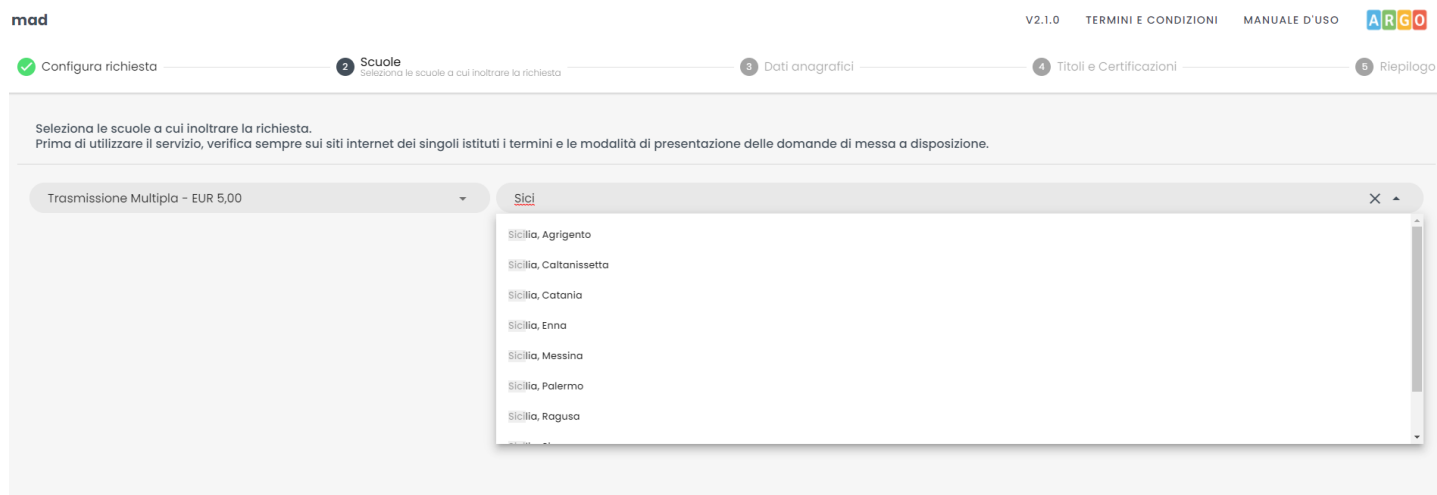 mad
V2.1.0 TERMINI E CONDIZIONI MANUALE D'USO ARGO
Configura richiesta
2 Scuole
Seleziona le scuole a cui inoltrare la richiesta
3 Dati anagrafici
4 Titoli e Certificazioni
5 Riepilogo
Seleziona le scuole a cui inoltrare la richiesta.
Prima di utilizzare il servizio, verifica sempre sui siti internet dei singoli istituti i termini e le modalità di presentazione delle domande di messa a disposizione.
Trasmissione Multipla - EUR 5,00
Sici
Sicilia, Agrigento
Sicilia, Caltanissetta
Sicilia, Catania
Sicilia, Enna
Sicilia, Messina
Sicilia, Palermo
Sicilia, Ragusa